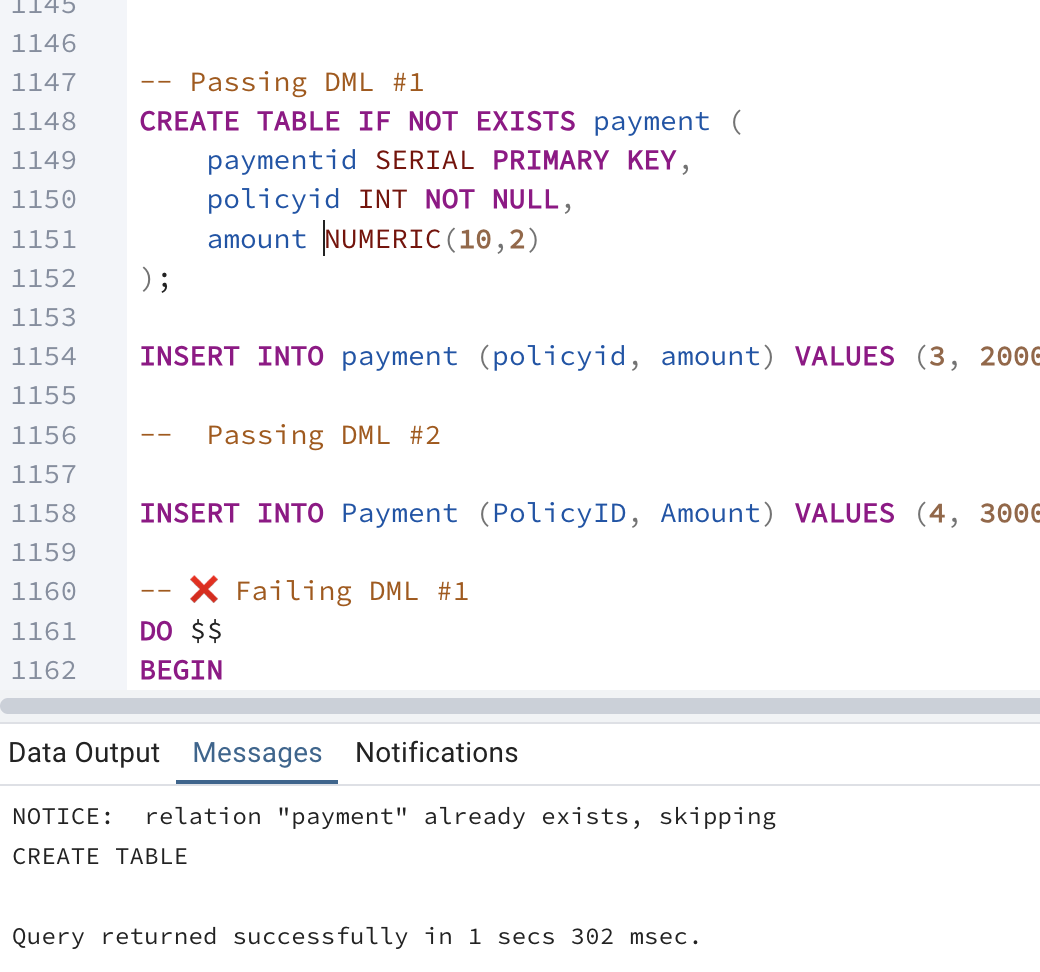 1145
1146
1147 -- Passing DML #1
1148 CREATE TABLE IF NOT EXISTS payment (
1149 paymentid SERIAL PRIMARY KEY,
1150 policyid INT NOT NULL,
1151 amount NUMERIC(10,2)
1152 );
1153
1154 INSERT INTO payment (policyid, amount) VALUES (3, 2000
1155
1156 --  Passing DML #2
1157
1158 INSERT INTO Payment (PolicyID, Amount) VALUES (4, 3000
1159
1160 -- ❌ Failing DML #1
1161 DO $$
1162 BEGIN
Data Output Messages Notifications
NOTICE:  relation "payment" already exists, skipping
CREATE TABLE
Query returned successfully in 1 secs 302 msec.